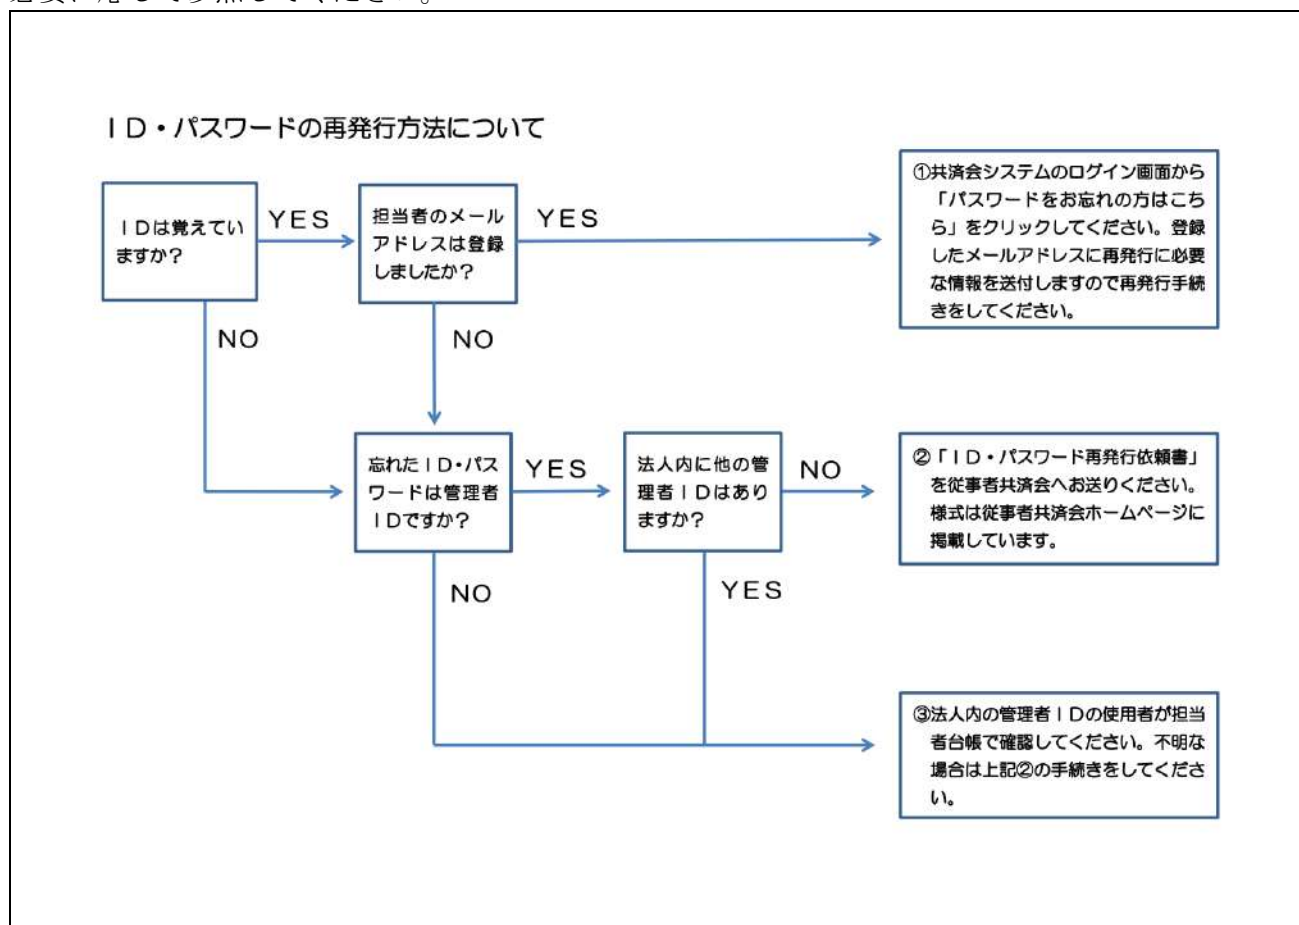 ＩＤ・パスワードの再発行方法について
ＩＤは覚えてい
ますか？
YES
担当者のメール
アドレスは登録
しましたか？
YES
①共済会システムのログイン画面から
「パスワードをお忘れの方はこち
ら」をクリックしてください。登録
したメールアドレスに再発行に必要
な情報を送付しますので再発行手続
きをしてください。
NO
NO
忘れたＩＤ・パス
ワードは管理者
ＩＤですか？
YES
法人内に他の管
理者ＩＤはあり
ますか？
NO
②「ＩＤ・パスワード再発行依頼書」
を従事者共済会へお送りください。
様式は従事者共済会ホームページに
掲載しています。
NO
YES
③法人内の管理者ＩＤの使用者が担当
者台帳で確認してください。不明な
場合は上記②の手続きをしてくださ
い。